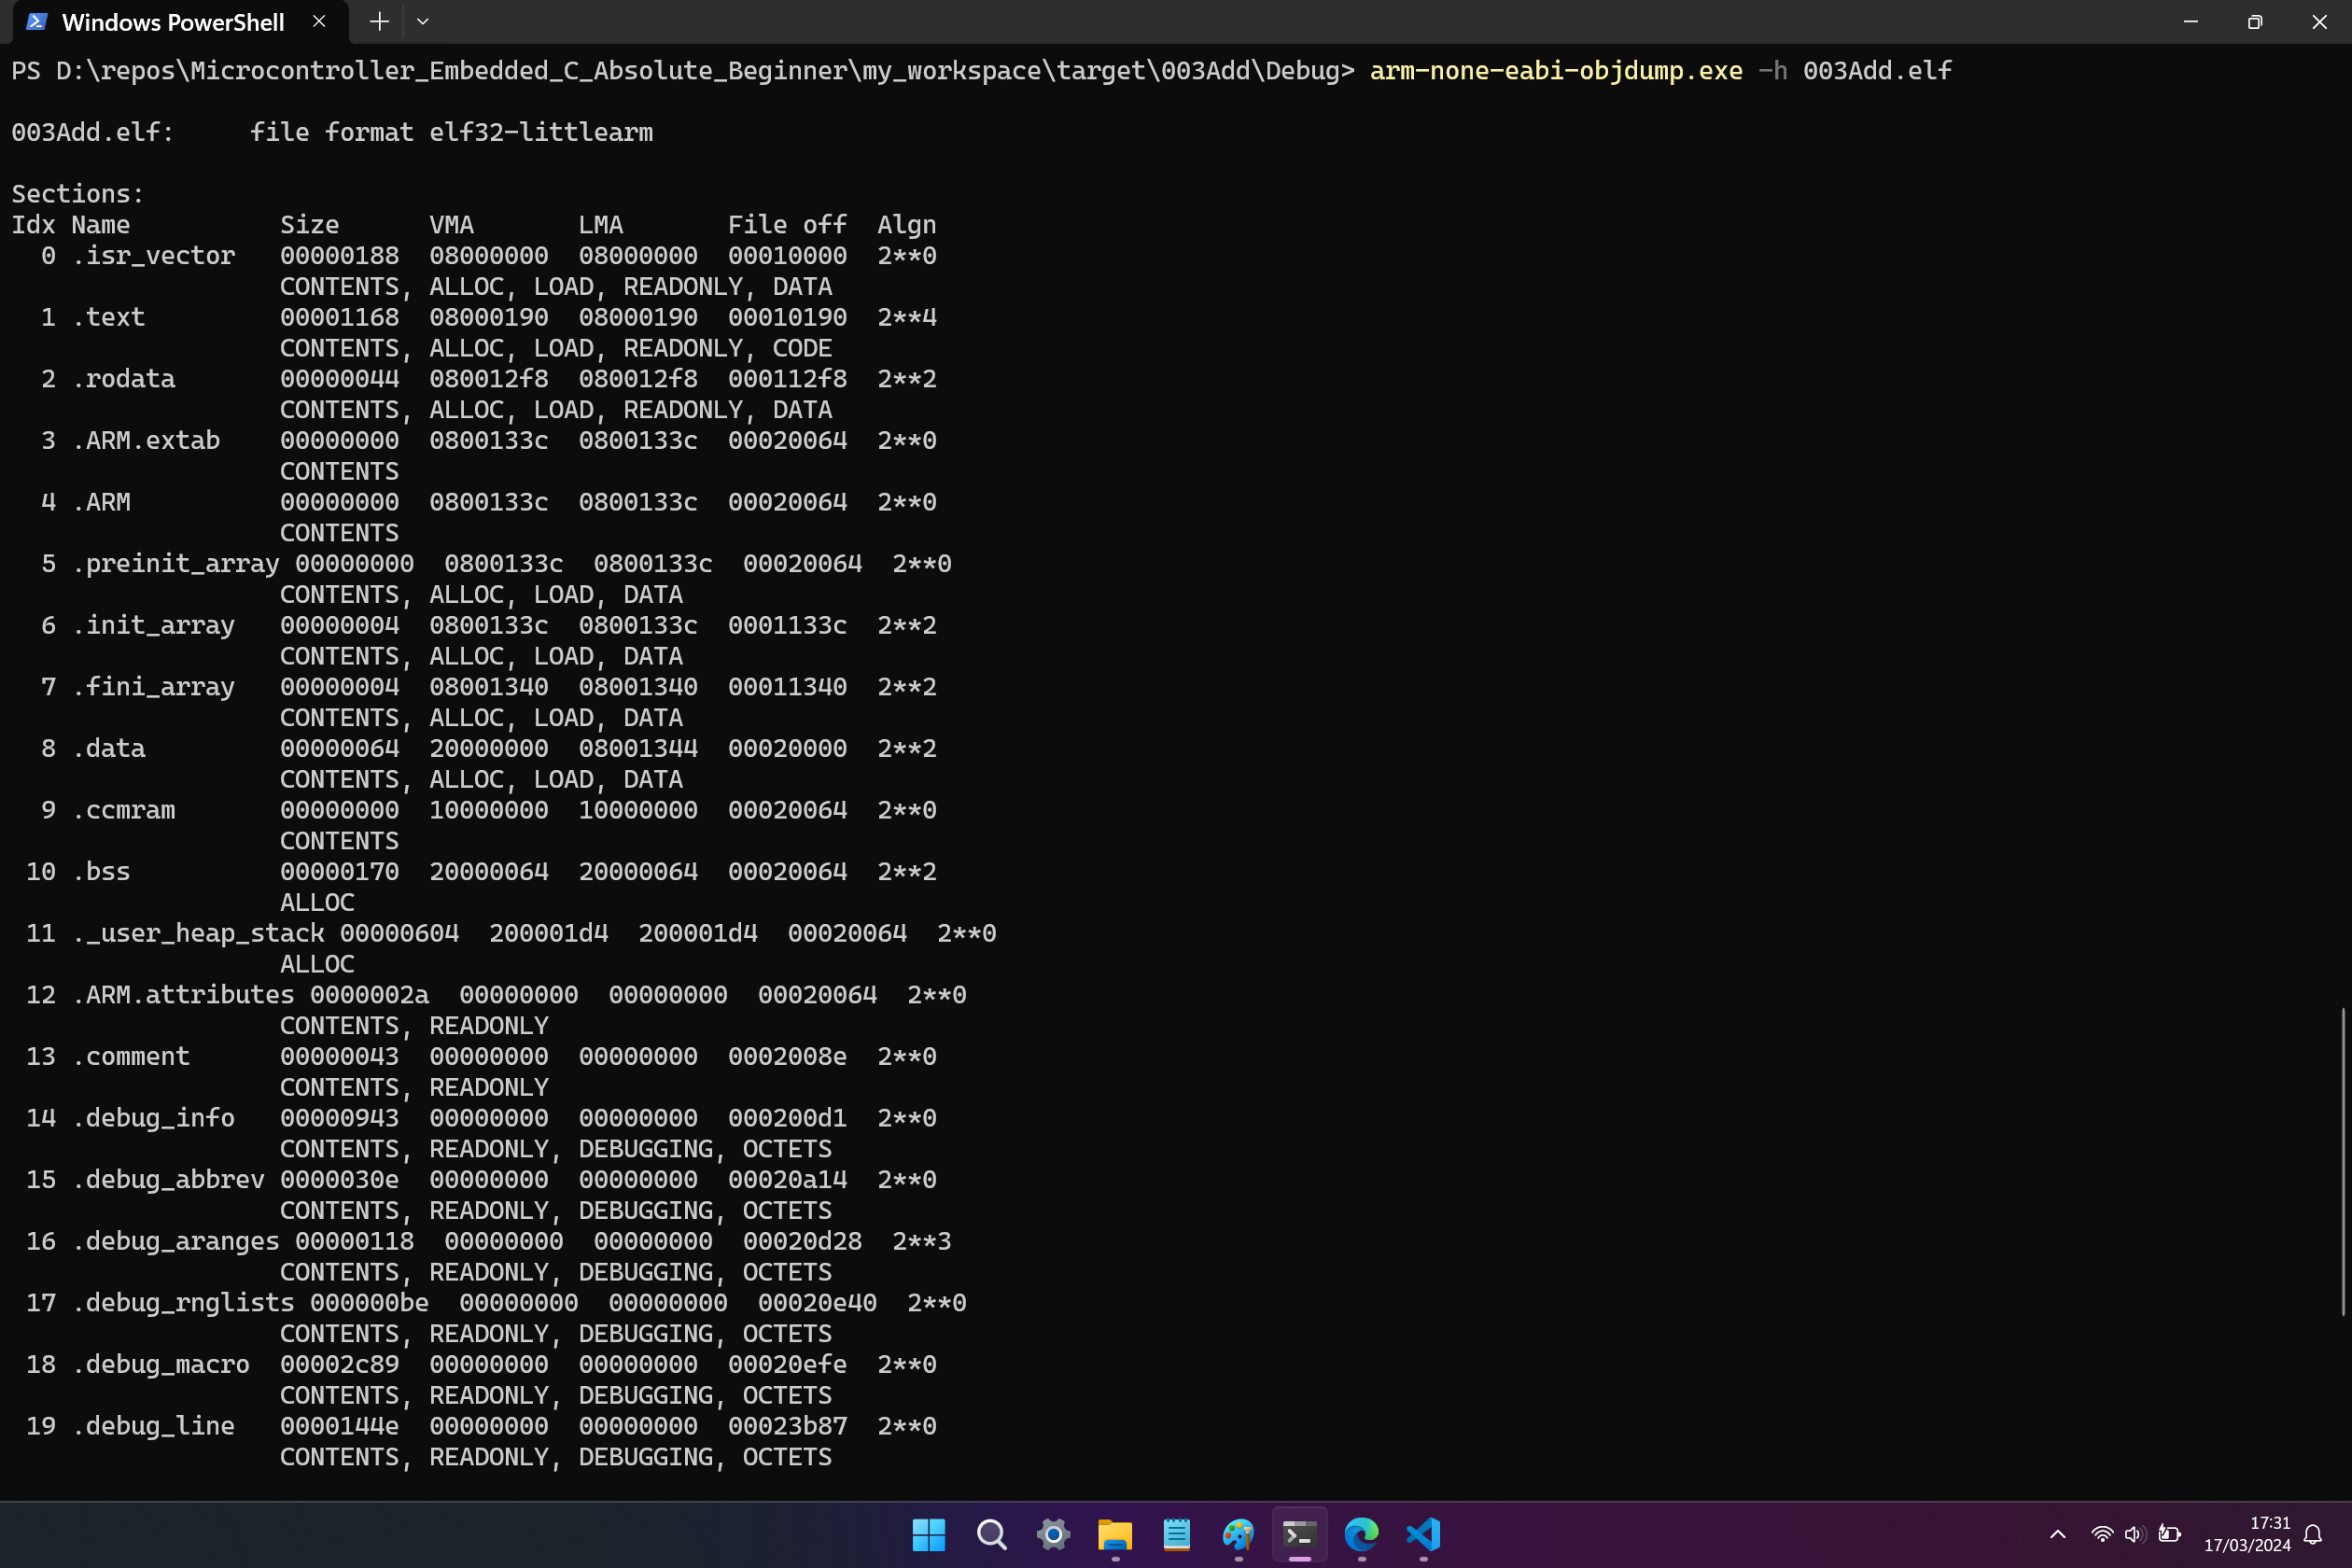 Windows PowerShell
PS D:\repos\Microcontroller_Embedded_C_Absolute_Beginner\my_workspace\target\003Add\Debug> arm-none-eabi-objdump.exe -h 003Add.elf
003Add.elf:     file format elf32-littlearm
Sections:
Idx Name          Size      VMA       LMA       File off  Algn
  0 .isr_vector   00000188  08000000  08000000  00010000  2**0
                  CONTENTS, ALLOC, LOAD, READONLY, DATA
  1 .text         00001168  08000190  08000190  00010190  2**4
                  CONTENTS, ALLOC, LOAD, READONLY, CODE
  2 .rodata       00000044  080012f8  080012f8  000112f8  2**2
                  CONTENTS, ALLOC, LOAD, READONLY, DATA
  3 .ARM.extab    00000000  0800133c  0800133c  00020064  2**0
                  CONTENTS
  4 .ARM          00000000  0800133c  0800133c  00020064  2**0
                  CONTENTS
  5 .preinit_array 00000000  0800133c  0800133c  00020064  2**0
                  CONTENTS, ALLOC, LOAD, DATA
  6 .init_array   00000004  0800133c  0800133c  0001133c  2**2
                  CONTENTS, ALLOC, LOAD, DATA
  7 .fini_array   00000004  08001340  08001340  00011340  2**2
                  CONTENTS, ALLOC, LOAD, DATA
  8 .data         00000064  20000000  08001344  00020000  2**2
                  CONTENTS, ALLOC, LOAD, DATA
  9 .ccmram       00000000  10000000  10000000  00020064  2**0
                  CONTENTS
 10 .bss          00000170  20000064  20000064  00020064  2**2
                  ALLOC
 11 ._user_heap_stack 00000604  200001d4  200001d4  00020064  2**0
                  ALLOC
 12 .ARM.attributes 0000002a  00000000  00000000  00020064  2**0
                  CONTENTS, READONLY
 13 .comment      00000043  00000000  00000000  0002008e  2**0
                  CONTENTS, READONLY
 14 .debug_info   00000943  00000000  00000000  000200d1  2**0
                  CONTENTS, READONLY, DEBUGGING, OCTETS
 15 .debug_abbrev 0000030e  00000000  00000000  00020a14  2**0
                  CONTENTS, READONLY, DEBUGGING, OCTETS
 16 .debug_aranges 00000118  00000000  00000000  00020d28  2**3
                  CONTENTS, READONLY, DEBUGGING, OCTETS
 17 .debug_rnglists 000000be  00000000  00000000  00020e40  2**0
                  CONTENTS, READONLY, DEBUGGING, OCTETS
 18 .debug_macro  00002c89  00000000  00000000  00020efe  2**0
                  CONTENTS, READONLY, DEBUGGING, OCTETS
 19 .debug_line   0000144e  00000000  00000000  00023b87  2**0
                  CONTENTS, READONLY, DEBUGGING, OCTETS
17:31
17/03/2024